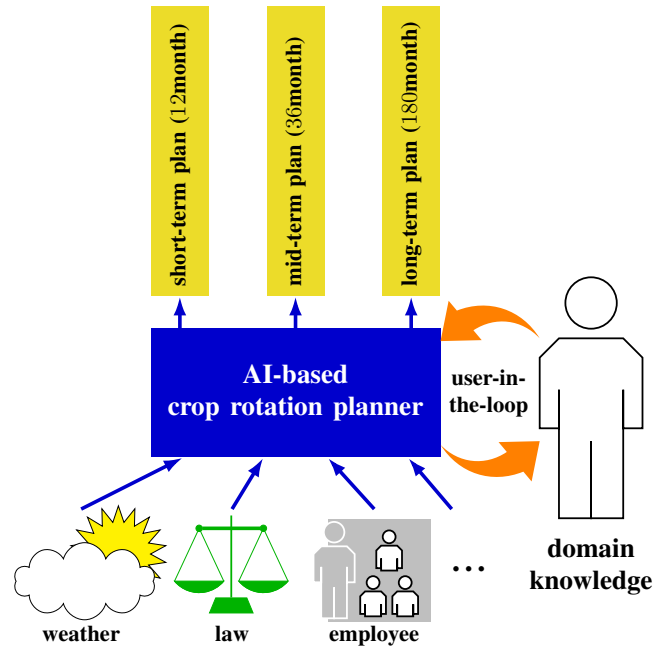 short-term plan (12month)
mid-term plan (36month)
long-term plan (180month)
AI-based
crop rotation planner
user-in-
the-loop
domain
knowledge
weather
law
employee
...